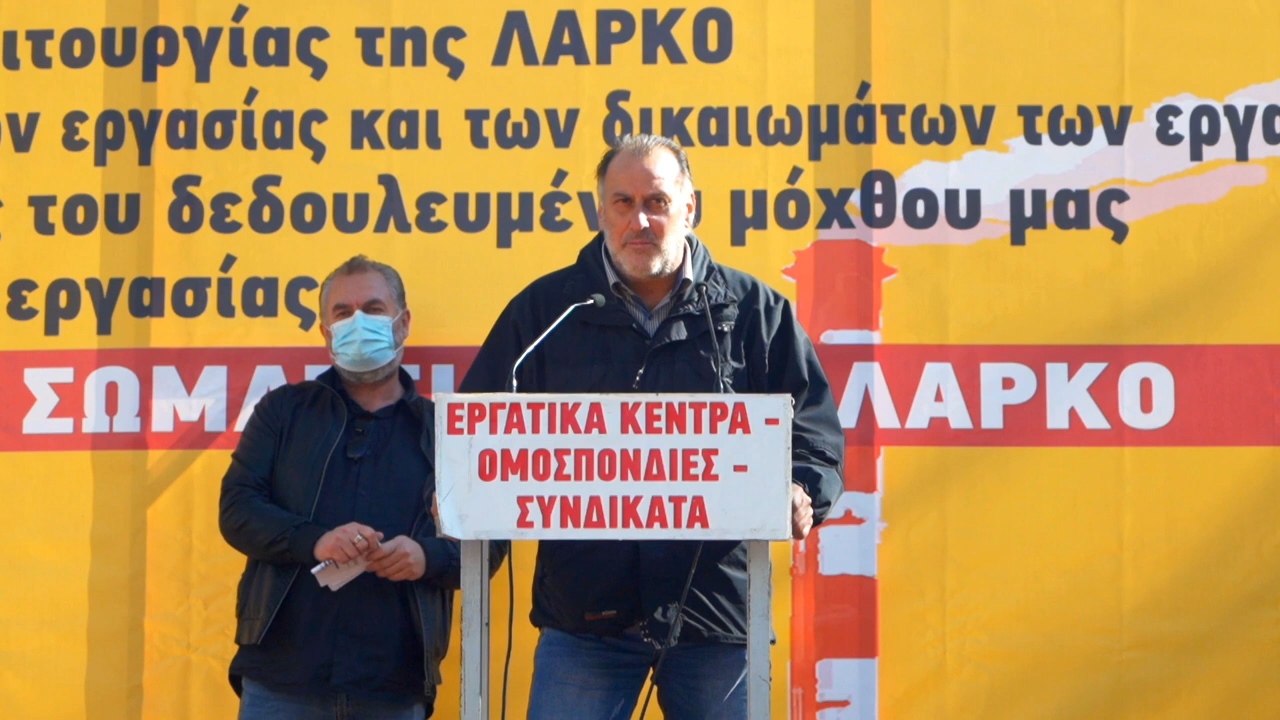 ιτουργίας της ΛΑΡΚΟ
ν εργασίας και των δικαιωμάτων των εργα
ς του δεδουλευμένου μόχθου μας
εργασίας
ΣΩΜΑ ΛΑΡΚΟ
ΕΡΓΑΤΙΚΑ ΚΕΝΤΡΑ -
ΟΜΟΣΠΟΝΔΙΕΣ -
ΣΥΝΔΙΚΑΤΑ